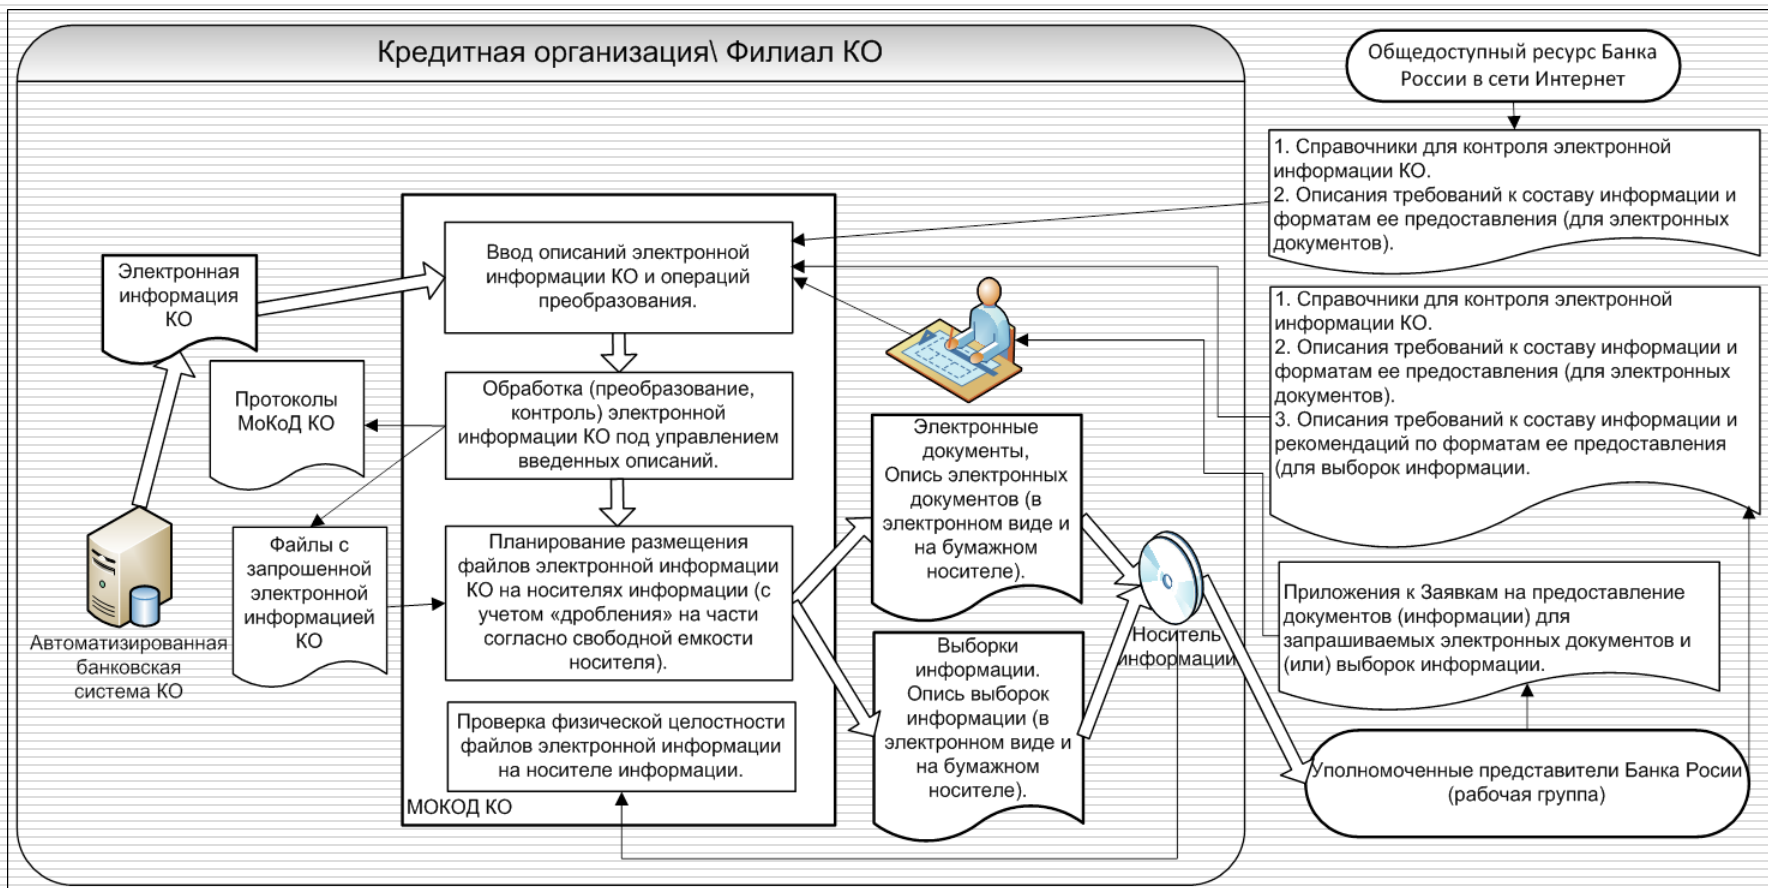 Кредитная организация\ Филиал КО
Общедоступный ресурс Банка
России в сети Интернет
1. Справочники для контроля электронной
информации КО.
2. Описания требований к составу информации и
форматам ее предоставления (для электронных
документов).
Ввод описаний электронной
информации КО и операций
преобразования.
Электронная
информация
КО
1. Справочники для контроля электронной
информации КО.
2. Описания требований к составу информации и
форматам ее предоставления (для электронных
документов).
3. Описания требований к составу информации и
рекомендаций по форматам ее предоставления
(для выборок информации.
Протоколы
МоКоД КО
Обработка (преобразование,
контроль) электронной
информации КО под управлением
введенных описаний.
Электронные
документы,
Опись электронных
документов (в
электронном виде и
на бумажном
носителе).
Файлы с
запрошенной
электронной
информацией
КО
Планирование размещения
файлов электронной информации
КО на носителях информации (с
учетом «дробления» на части
согласно свободной емкости
носителя).
Автоматизированная
банковская
система КО
Носитель
информации
Приложения к Заявкам на предоставление
документов (информации) для
запрашиваемых электронных документов и
(или) выборок информации.
Выборки
информации.
Опись выборок
информации (в
электронном виде и
на бумажном
носителе).
Проверка физической целостности
файлов электронной информации
на носителе информации.
МОКОД КО
Уполномоченные представители Банка Росии
(рабочая группа)